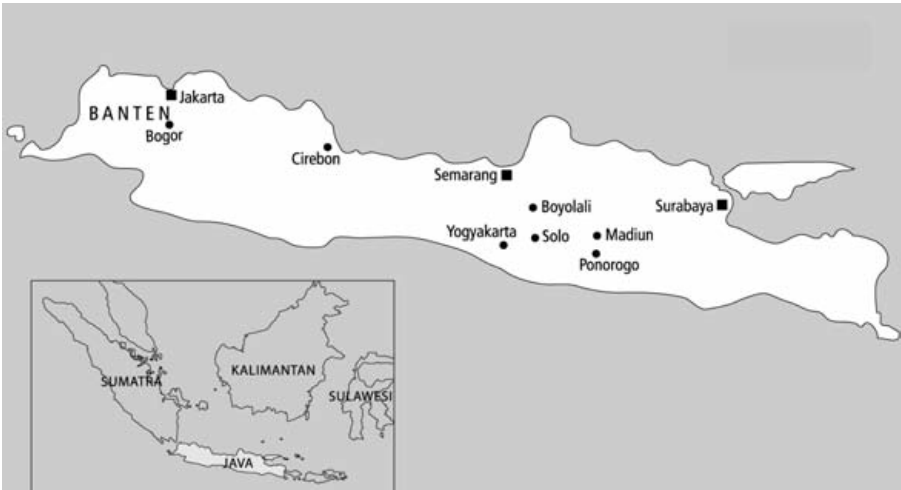 Jakarta
BANTEN
Bogor
Cirebon
Semarang
Boyolali
Surabaya
Yogyakarta
Solo
Madiun
Ponorogo
KALIMANTAN
SUMATRA
SULAWESI
JAVA